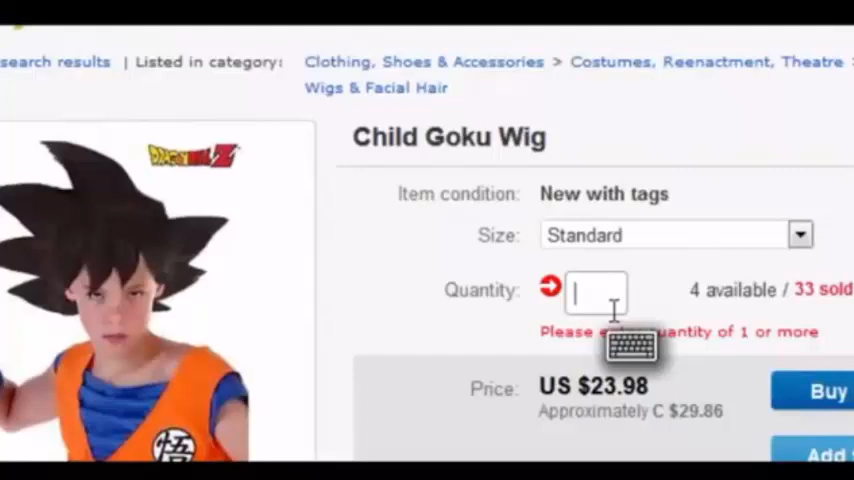 search results | Listed in category: Clothing, Shoes & Accessories > Costumes, Reenactment, Theatre >
Wigs & Facial Hair
DRAGONBALL Z
Child Goku Wig
Item condition: New with tags
Size: Standard
Quantity: 4 available / 33 sold
Please quantity of 1 or more
悟
Price: US $23.98
Approximately C $29.86
Buy
Add